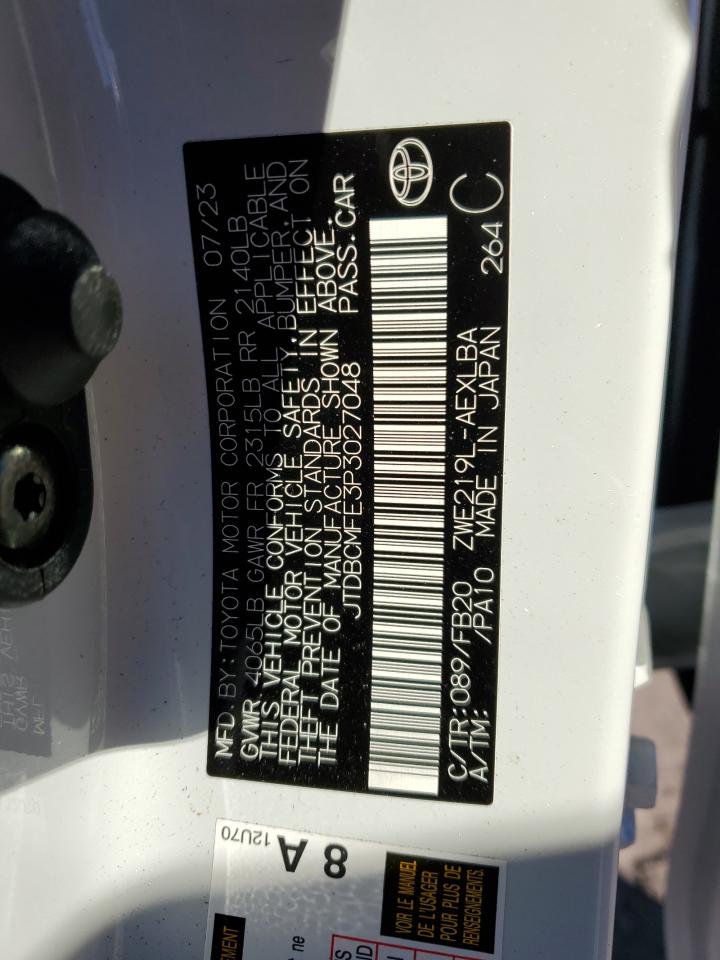 MFD. BY: TOYOTA MOTOR CORPORATION 07/23
GVWR 4065LB GAWR FR 2315LB RR 2140LB
THIS VEHICLE CONFORMS TO ALL APPLICABLE
FEDERAL MOTOR VEHICLE SAFETY, BUMPER, AND
THEFT PREVENTION STANDARDS IN EFFECT ON
THE DATE OF MANUFACTURE SHOWN ABOVE.
JTDBCMFE3P3027048 PASS. CAR
C/TR: 089/FB20 ZWE219L-AEXLBA
A/TM: /PA10 MADE IN JAPAN 264 C
8 A
12U70
VOIR LE MANUEL
DE L'USAGER
POUR PLUS DE
RENSEIGNEMENTS.
ne